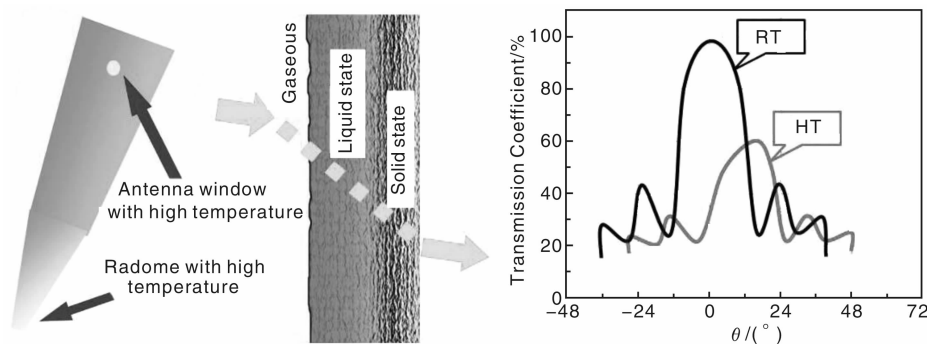 Antenna window
with high temperature
Radome with high
temperature
Gaseous
Liquid state
Solid state
Transmission Coefficient/%
100
80
60
40
20
0
RT
HT
−48
−24
0
24
48
72
θ/(°)